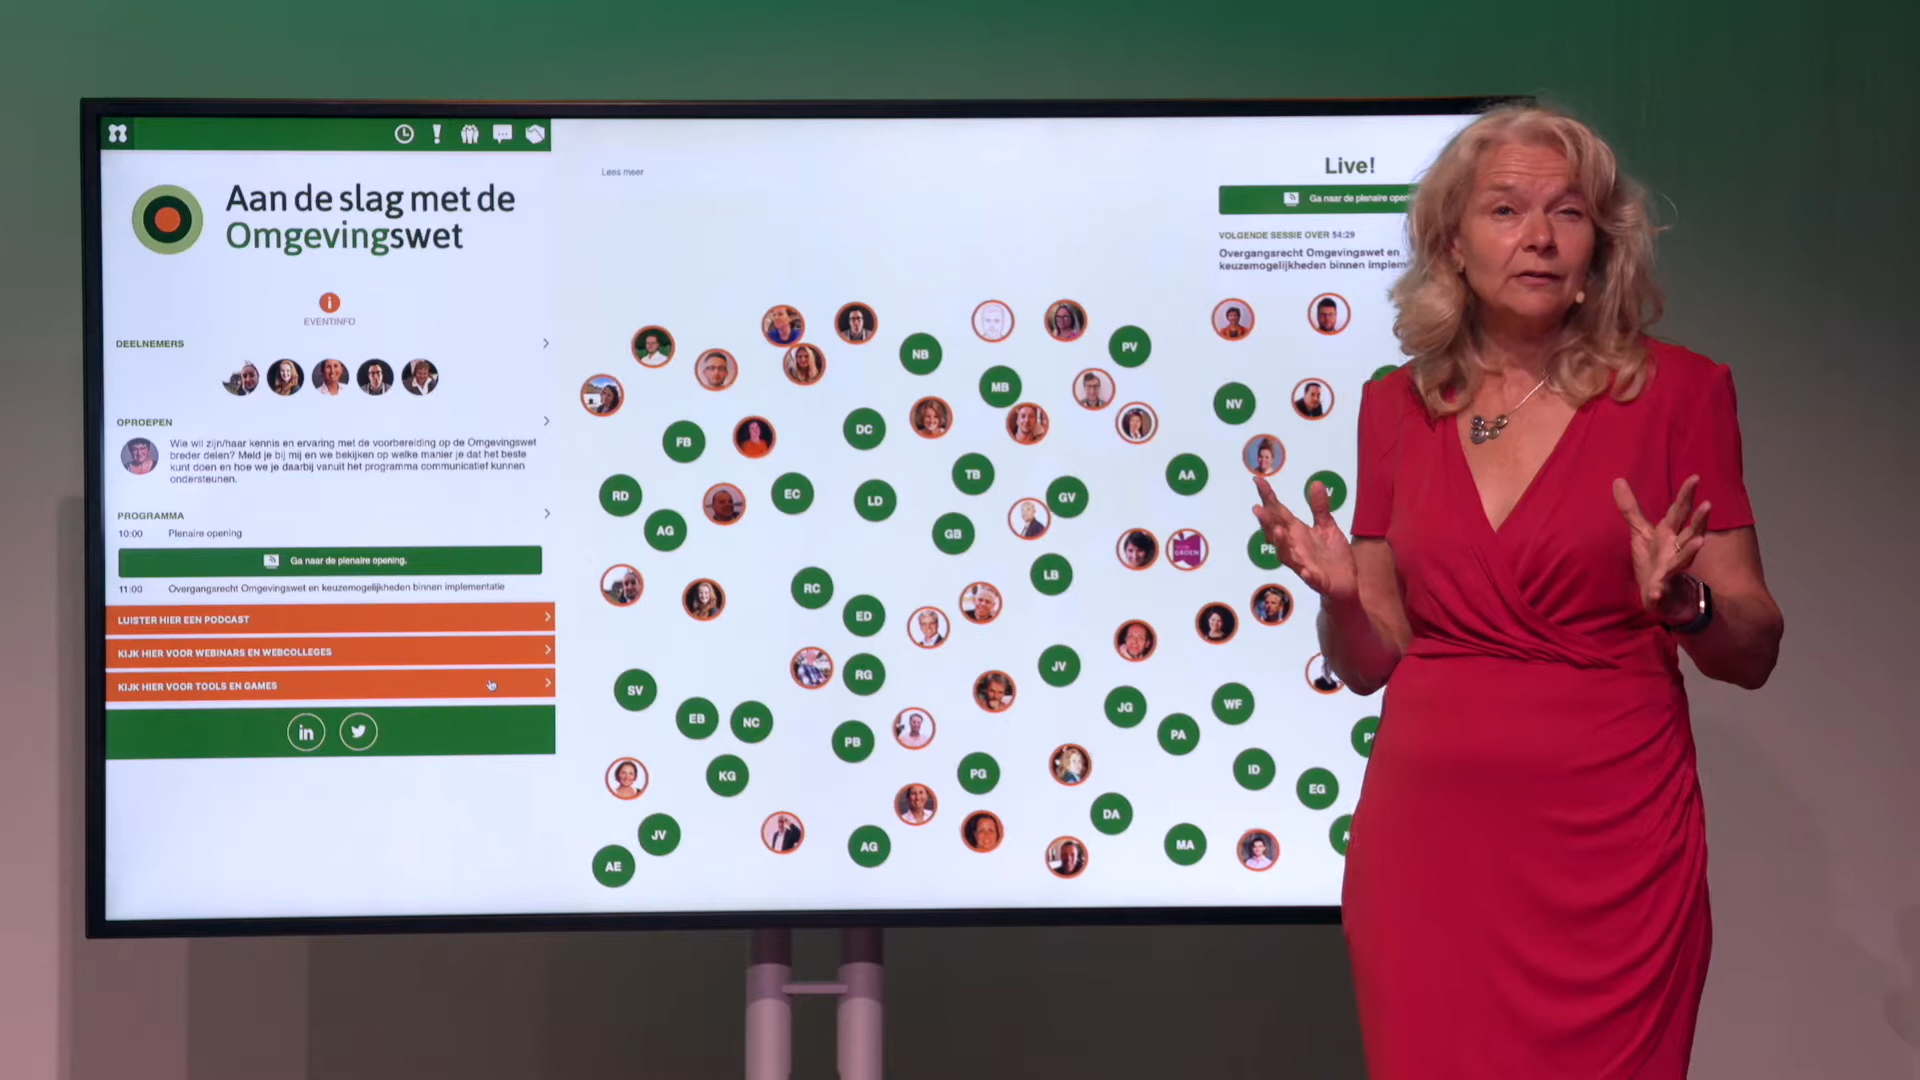 Aan de slag met de
Omgevingswet
EVENTINFO
DEELNEMERS
OPROEPEN
Wie wil zijn/haar kennis en ervaring met de voorbereiding op de Omgevingswet
breder delen? Meld je bij mij en we bekijken op welke manier je dat het beste
kunt doen en hoe we je daarbij vanuit het programma communicatief kunnen
ondersteunen.
PROGRAMMA
10:00 Plenaire opening
Ga naar de plenaire opening.
11:00 Overgangsrecht Omgevingswet en keuzemogelijkheden binnen implementatie
LUISTER HIER EEN PODCAST
KIJK HIER VOOR WEBINARS EN WEBCOLLEGES
KIJK HIER VOOR TOOLS EN GAMES
in
Lees meer
Live!
Ga naar de plenaire open
VOLGENDE SESSIE OVER 54:29
Overgangsrecht Omgevingswet en
keuzemogelijkheden binnen implem
NB
PV
MB
NV
DC
FB
TB
AA
RD
EC
LD
GV
AG
GB
GROEN
PE
LB
RC
ED
JV
RG
SV
JG
WF
EB
NC
PA
PB
KG
PG
ID
EG
DA
JV
AG
MA
AE